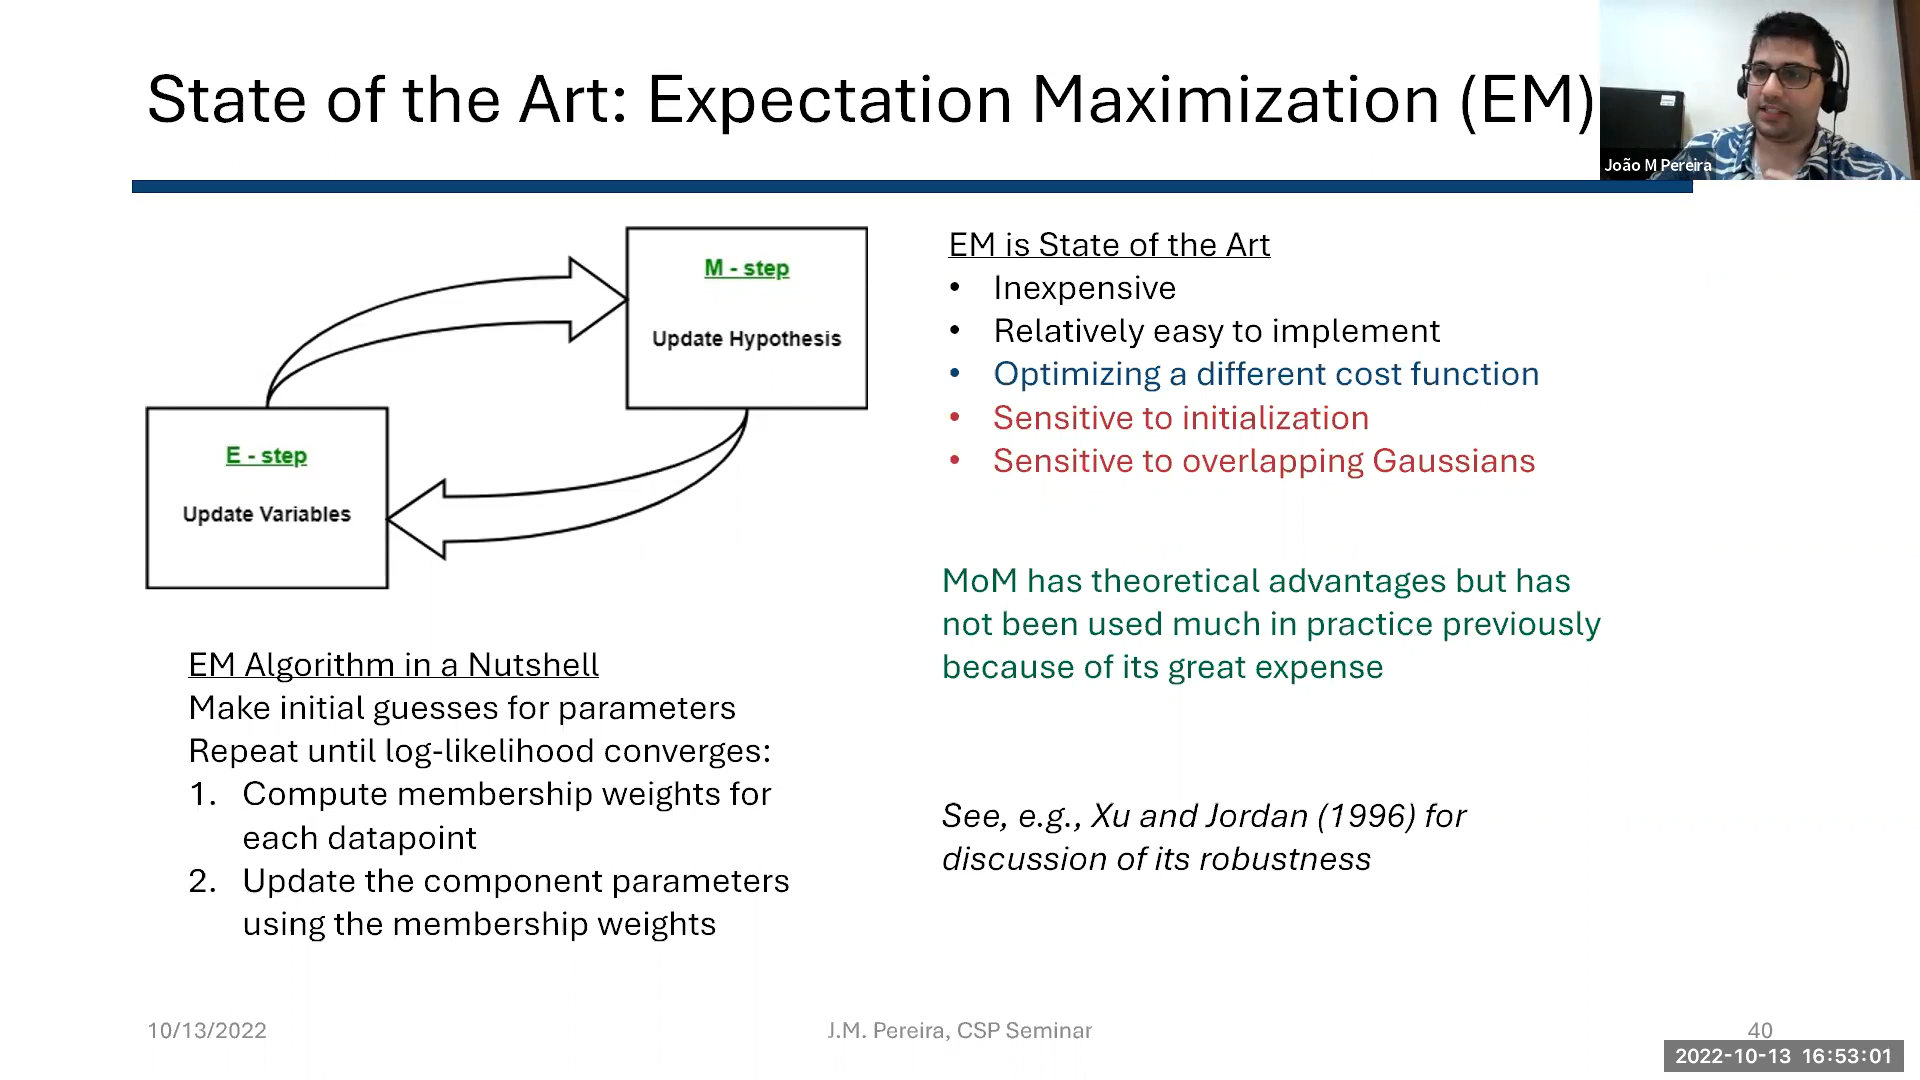 State of the Art: Expectation Maximization (EM)
João M Pereira
M - step
Update Hypothesis
E - step
Update Variables
EM Algorithm in a Nutshell
Make initial guesses for parameters
Repeat until log-likelihood converges:
1. Compute membership weights for
each datapoint
2. Update the component parameters
using the membership weights
EM is State of the Art
• Inexpensive
• Relatively easy to implement
• Optimizing a different cost function
• Sensitive to initialization
• Sensitive to overlapping Gaussians
MoM has theoretical advantages but has
not been used much in practice previously
because of its great expense
See, e.g., Xu and Jordan (1996) for
discussion of its robustness
10/13/2022
J.M. Pereira, CSP Seminar
40
2022-10-13 16:53:01